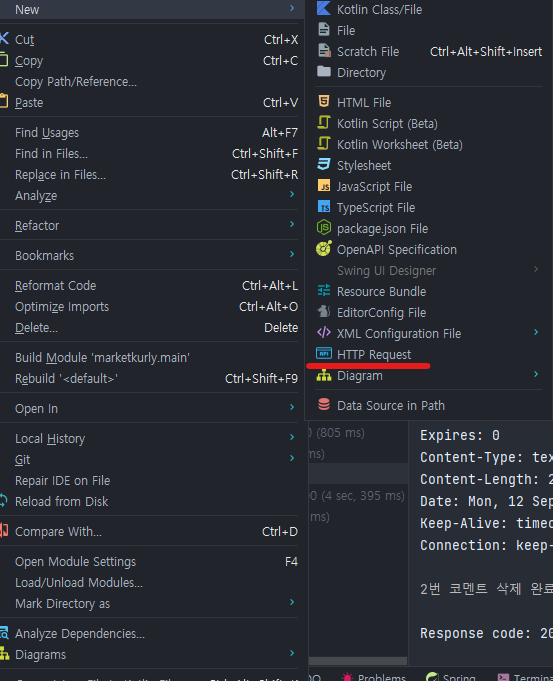 New
Cut Ctrl+X
Copy Ctrl+C
Copy Path/Reference...
Paste Ctrl+V
Find Usages Alt+F7
Find in Files... Ctrl+Shift+F
Replace in Files... Ctrl+Shift+R
Analyze
Refactor
Bookmarks
Reformat Code Ctrl+Alt+L
Optimize Imports Ctrl+Alt+O
Delete... Delete
Build Module 'marketkurly.main'
Rebuild '<default>' Ctrl+Shift+F9
Open In
Local History
Git
Repair IDE on File
Reload from Disk
Compare With... Ctrl+D
Open Module Settings F4
Load/Unload Modules...
Mark Directory as
Analyze Dependencies...
Diagrams
Kotlin Class/File
File
Scratch File Ctrl+Alt+Shift+Insert
Directory
HTML File
Kotlin Script (Beta)
Kotlin Worksheet (Beta)
Stylesheet
JavaScript File
TypeScript File
package.json File
OpenAPI Specification
Swing UI Designer
Resource Bundle
EditorConfig File
XML Configuration File
API HTTP Request
Diagram
Data Source in Path
(805 ms)
ms)
00 (4 sec, 395 ms)
ms)
Expires: 0
Content-Type: tex
Content-Length: 2
Date: Mon, 12 Sep
Keep-Alive: timeo
Connection: keep-
2번 코멘트 삭제 완료
Response code: 20
Problems
Spring
Termina